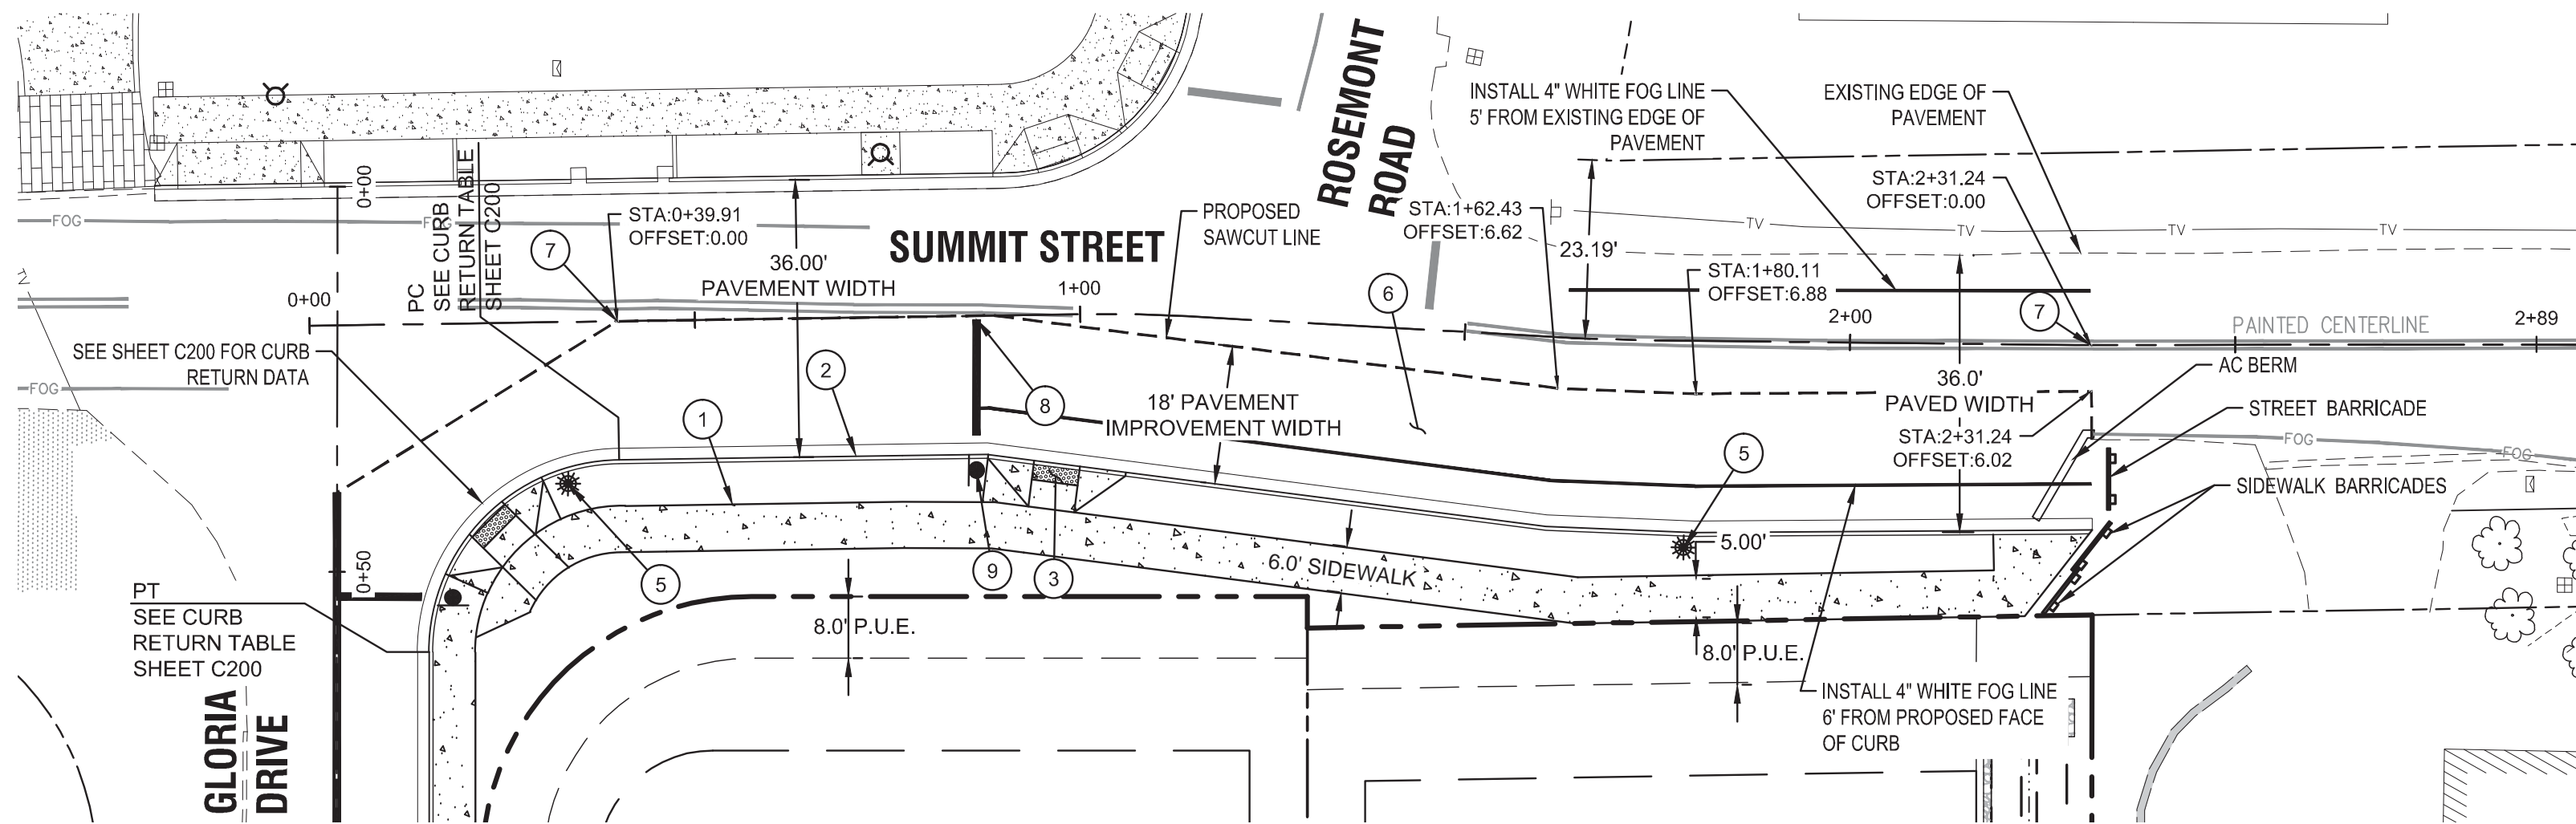 0+00
PC
SEE CURB
RETURN TABLE
SHEET C200
FOG
FOG
STA:0+39.91
OFFSET:0.00
7
36.00'
PAVEMENT WIDTH
SUMMIT STREET
ROSEMONT
ROAD
PROPOSED
SAWCUT LINE
INSTALL 4" WHITE FOG LINE
5' FROM EXISTING EDGE OF
PAVEMENT
EXISTING EDGE OF
PAVEMENT
STA:1+62.43
OFFSET:6.62
23.19'
STA:2+31.24
OFFSET:0.00
TV
TV
TV
TV
STA:1+80.11
OFFSET:6.88
0+00
1+00
6
2+00
7
PAINTED CENTERLINE
2+89
SEE SHEET C200 FOR CURB
RETURN DATA
FOG
2
1
8
18' PAVEMENT
IMPROVEMENT WIDTH
36.0'
PAVED WIDTH
STA:2+31.24
OFFSET:6.02
AC BERM
STREET BARRICADE
FOG
FOG
SIDEWALK BARRICADES
5
5.00'
0+50
5
9
3
6.0' SIDEWALK
PT
SEE CURB
RETURN TABLE
SHEET C200
8.0' P.U.E.
8.0' P.U.E.
INSTALL 4" WHITE FOG LINE
6' FROM PROPOSED FACE
OF CURB
GLORIA
DRIVE